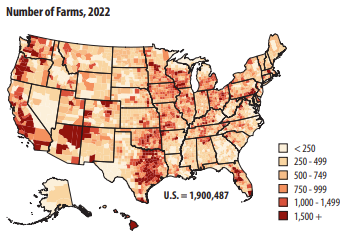 Number of Farms, 2022
< 250
250 - 499
500 - 749
750 - 999
1,000 - 1,499
1,500 +
U.S. = 1,900,487